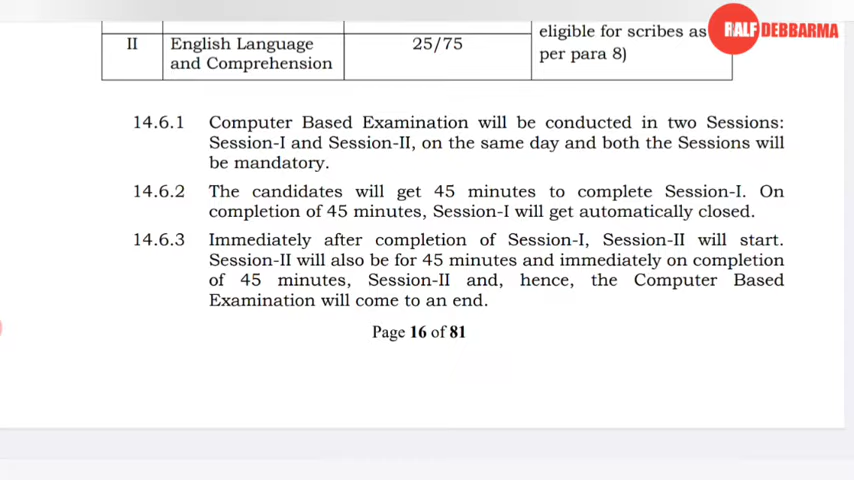 RALF DEBBARMA
eligible for scribes as
per para 8)
II English Language
and Comprehension
25/75
14.6.1 Computer Based Examination will be conducted in two Sessions:
Session-I and Session-II, on the same day and both the Sessions will
be mandatory.
14.6.2 The candidates will get 45 minutes to complete Session-I. On
completion of 45 minutes, Session-I will get automatically closed.
14.6.3 Immediately after completion of Session-I, Session-II will start.
Session-II will also be for 45 minutes and immediately on completion
of 45 minutes, Session-II and, hence, the Computer Based
Examination will come to an end.
Page 16 of 81